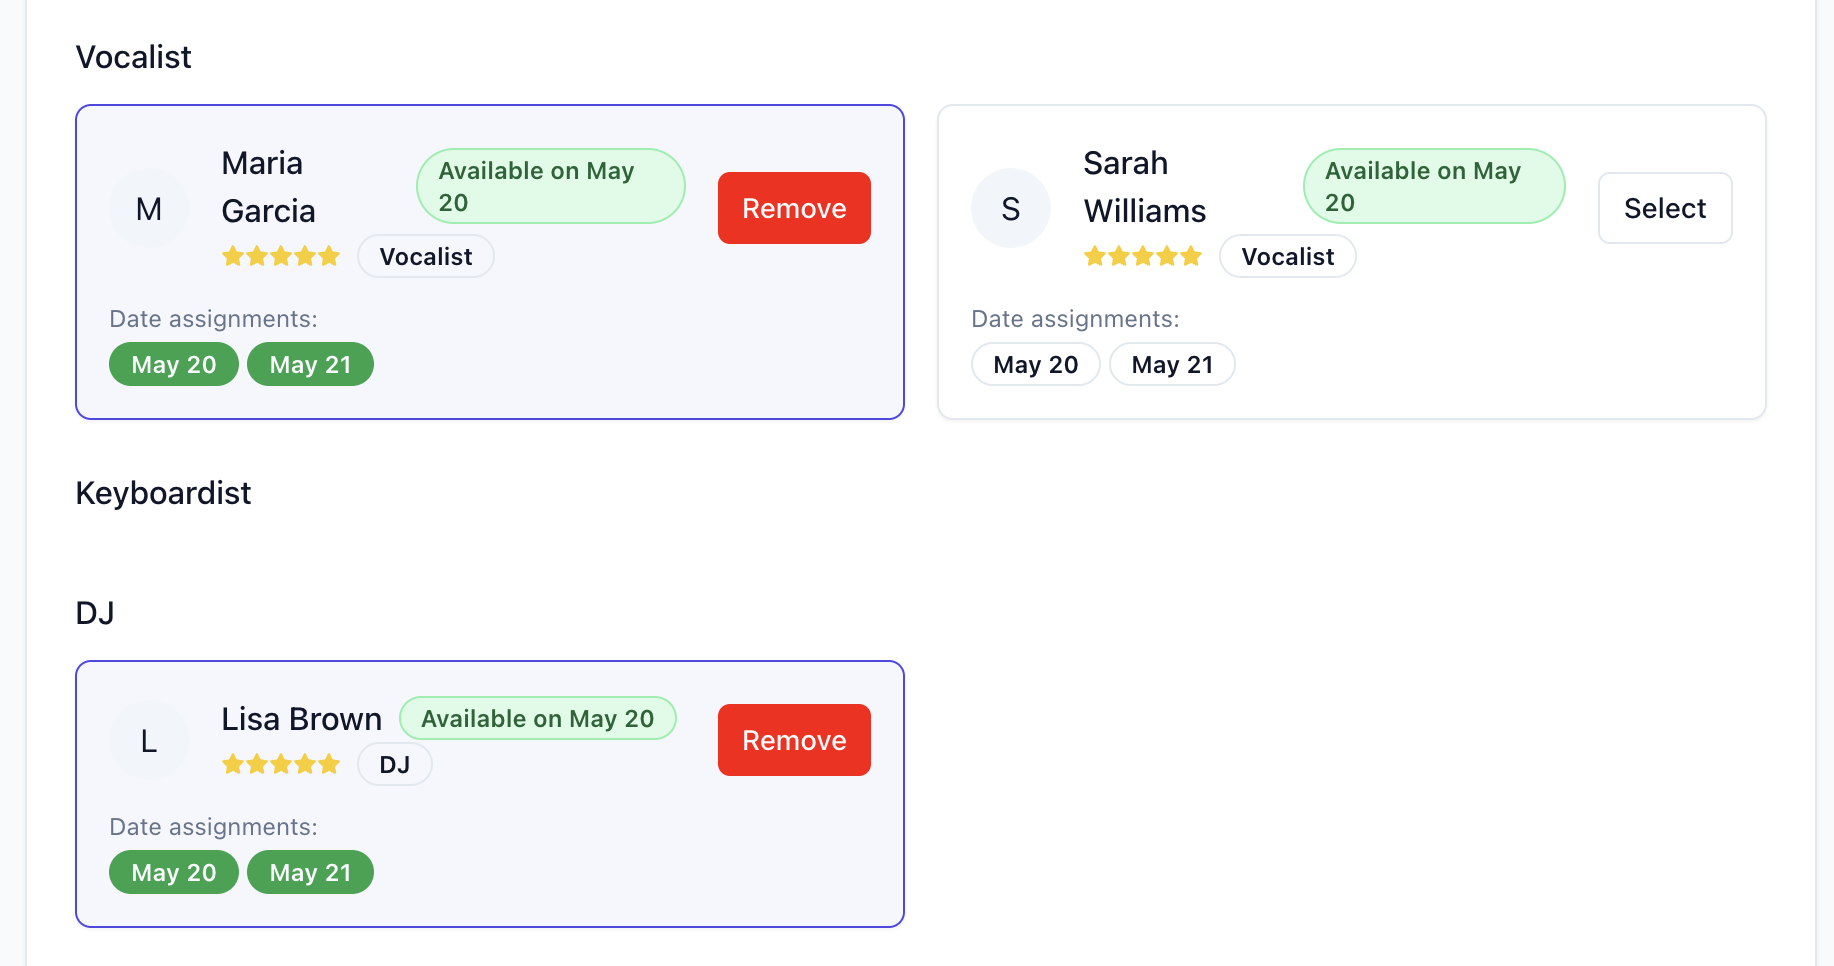 Vocalist
M
Maria
Garcia
Available on May
20
Remove
Vocalist
Date assignments:
May 20 May 21
S
Sarah
Williams
Available on May
20
Select
Vocalist
Date assignments:
May 20 May 21
Keyboardist
DJ
L
Lisa Brown Available on May 20
Remove
DJ
Date assignments:
May 20 May 21